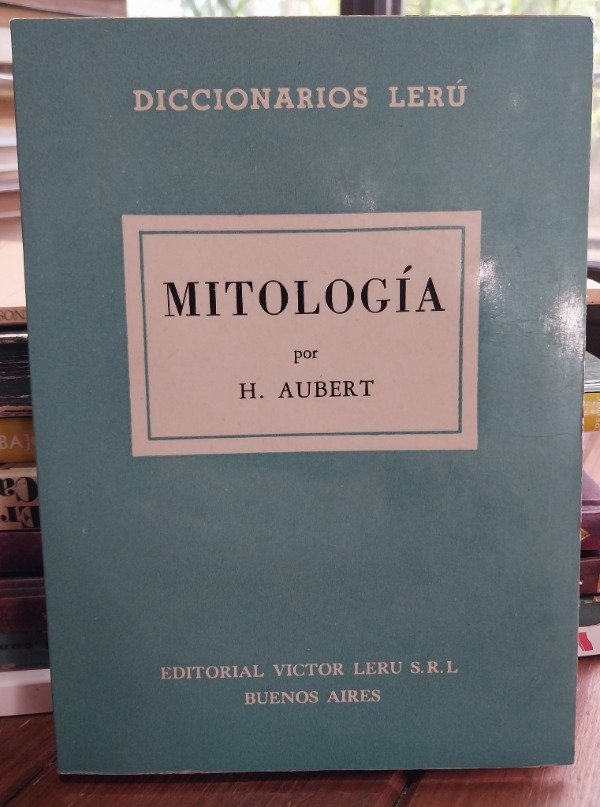 DICCIONARIOS LERÚ
MITOLOGÍA
por
H. AUBERT
EDITORIAL VICTOR LERU S.R.L
BUENOS AIRES